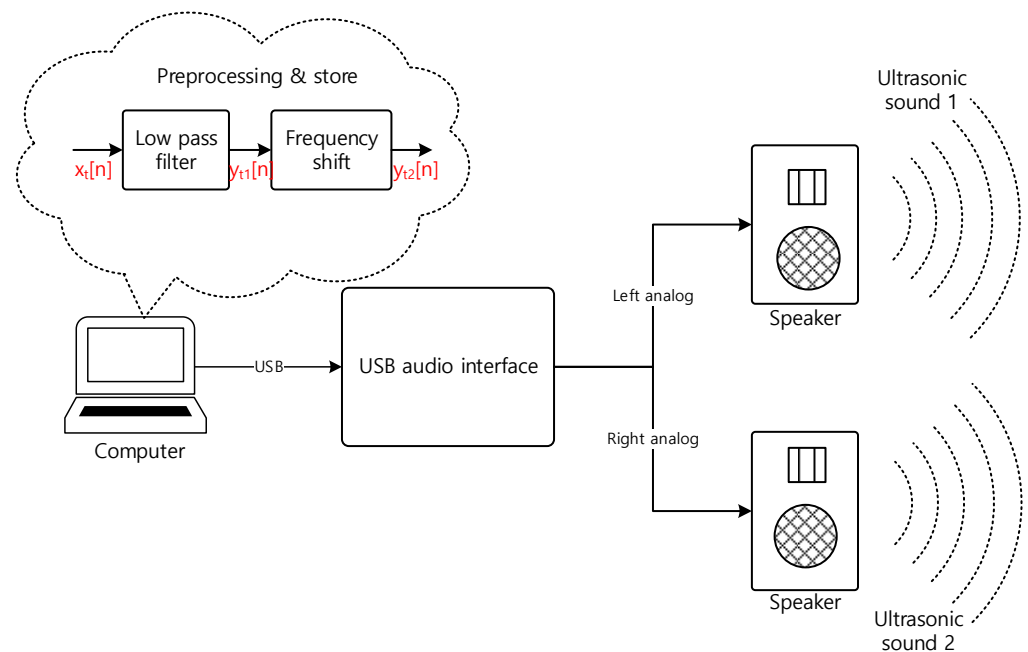 Preprocessing & store
Low pass
filter
Frequency
shift
xt[n]
yt1[n]
yt2[n]
Ultrasonic
sound 1
Left analog
Speaker
USB
USB audio interface
Computer
Right analog
Speaker
Ultrasonic
sound 2